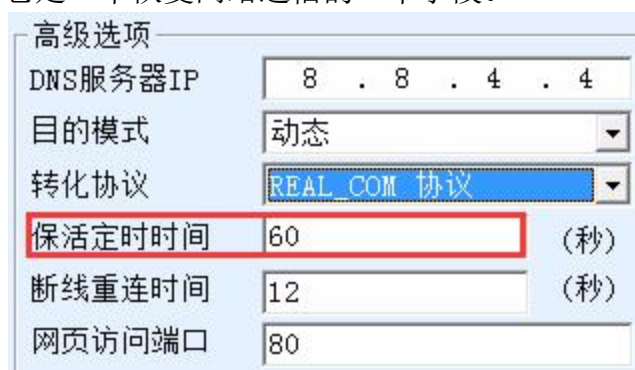 高级选项
DNS服务器IP 8 . 8 . 4 . 4
目的模式 动态
转化协议 REAL_COM 协议
保活定时时间 60 (秒)
断线重连时间 12 (秒)
网页访问端口 80